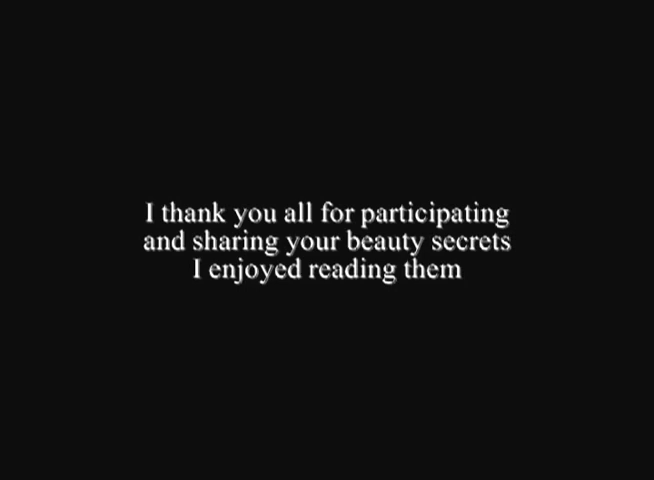 I thank you all for participating
and sharing your beauty secrets
I enjoyed reading them